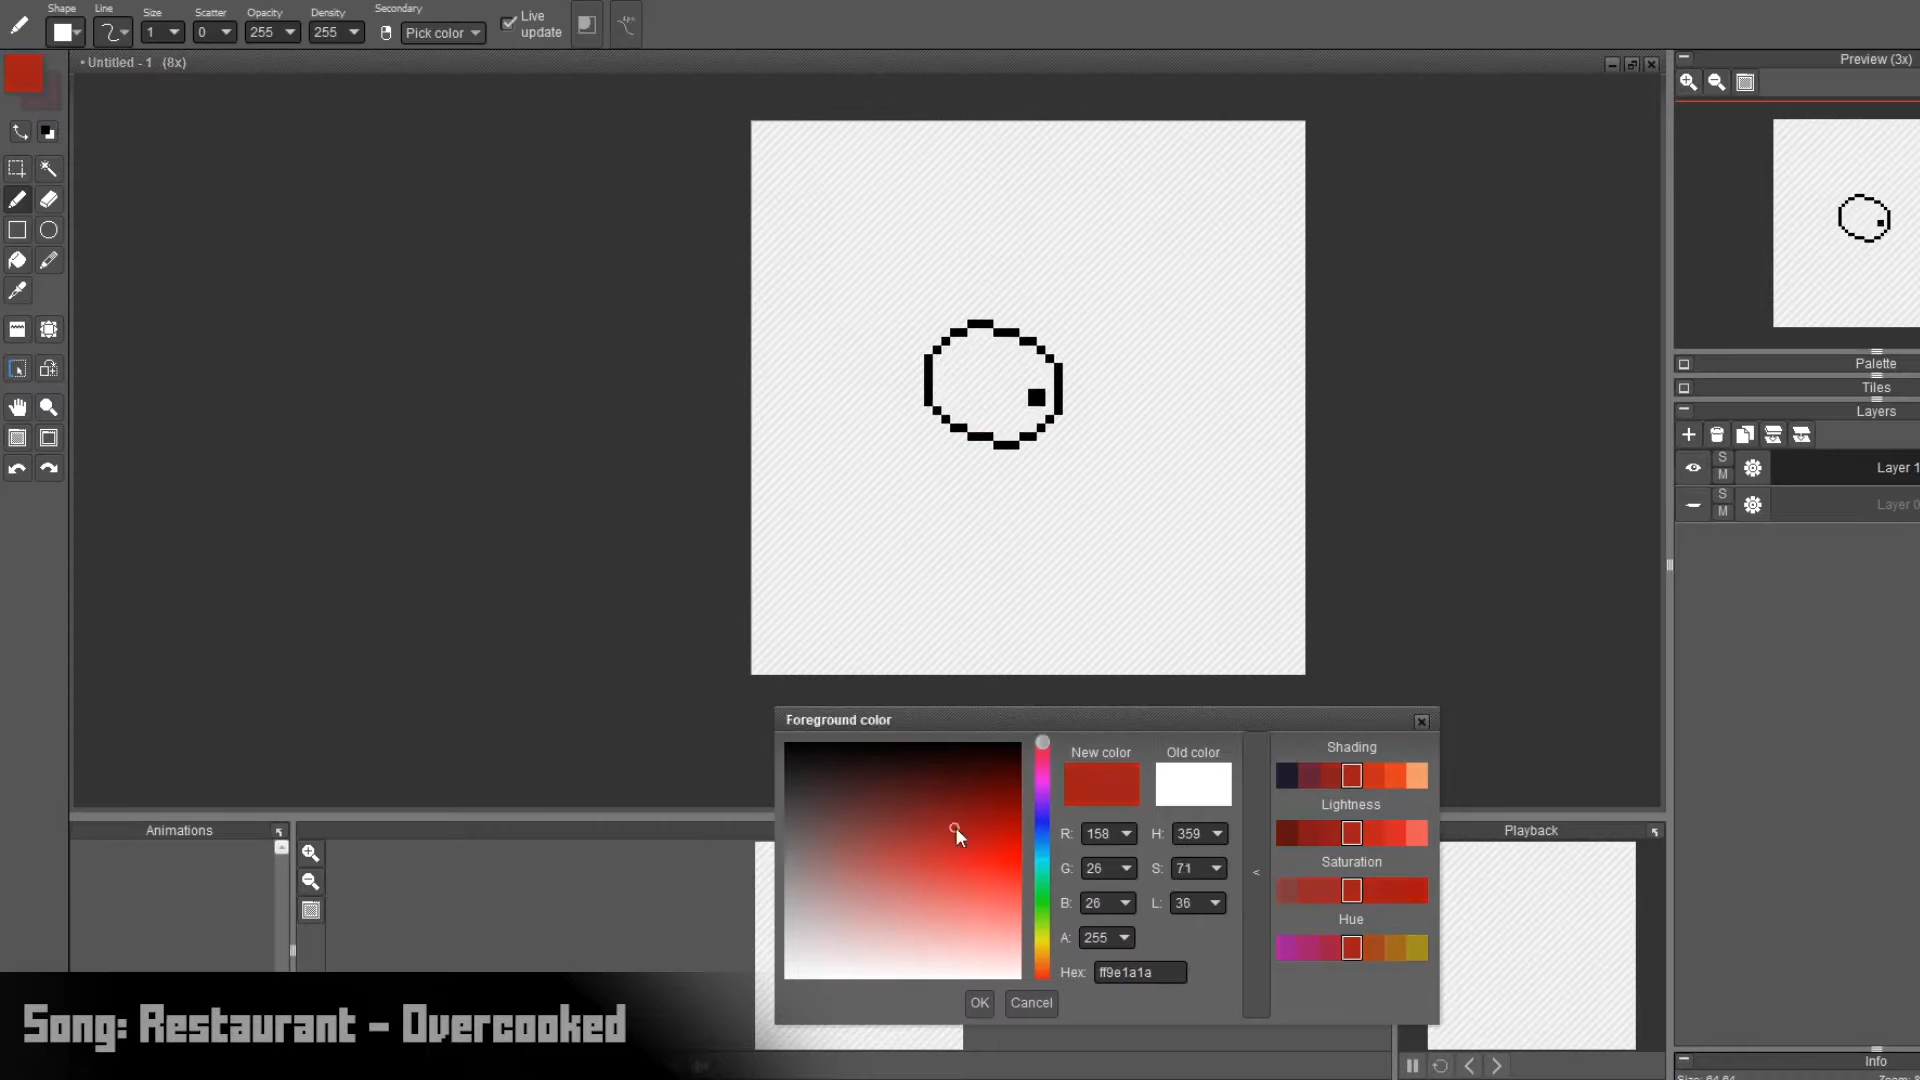 Shape Line Size Scatter Opacity Density Secondary
1 0 255 255 Pick color Live update
• Untitled - 1 (8x)
Preview (3x)
Palette
Tiles
Layers
S
M
Layer 1
S
M
Layer 0
Foreground color
New color Old color
R: 158 H: 359
G: 26 S: 71
B: 26 L: 36
A: 255
Hex: ff9e1a1a
OK Cancel
<
Shading
Lightness
Saturation
Hue
Animations
Playback
Song: Restaurant - Overcooked
Info